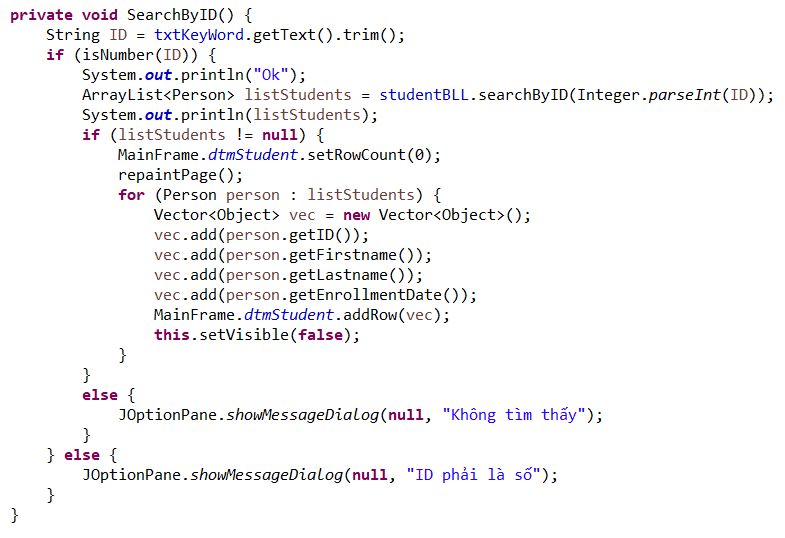 private void SearchByID() {
    String ID = txtKeyWord.getText().trim();
    if (isNumber(ID)) {
        System.out.println("Ok");
        ArrayList<Person> listStudents = studentBLL.searchByID(Integer.parseInt(ID));
        System.out.println(listStudents);
        if (listStudents != null) {
            MainFrame.dtmStudent.setRowCount(0);
            repaintPage();
            for (Person person : listStudents) {
                Vector<Object> vec = new Vector<Object>();
                vec.add(person.getID());
                vec.add(person.getFirstname());
                vec.add(person.getLastname());
                vec.add(person.getEnrollmentDate());
                MainFrame.dtmStudent.addRow(vec);
                this.setVisible(false);
            }
        }
        else {
            JOptionPane.showMessageDialog(null, "Không tìm thấy");
        }
    } else {
        JOptionPane.showMessageDialog(null, "ID phải là số");
    }
}